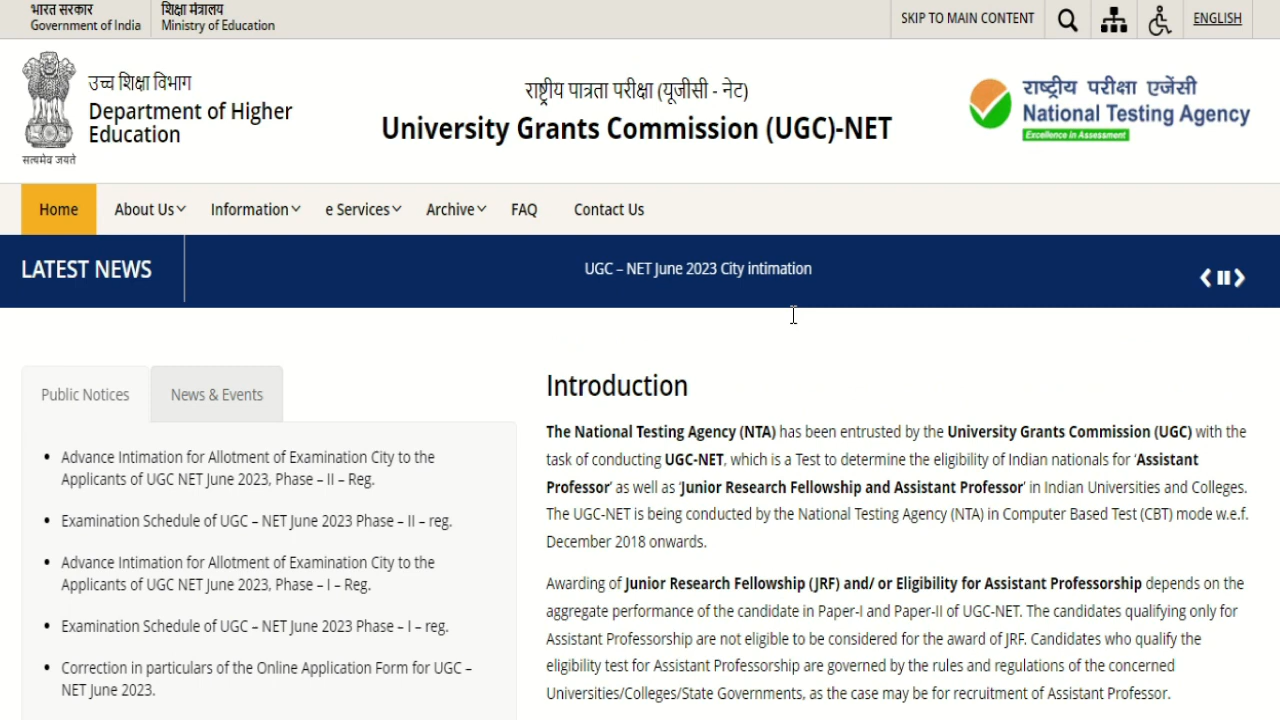 भारत सरकार
Government of India
शिक्षा मंत्रालय
Ministry of Education
SKIP TO MAIN CONTENT
ENGLISH
सत्यमेव जयते
उच्च शिक्षा विभाग
Department of Higher
Education
राष्ट्रीय पात्रता परीक्षा (यूजीसी - नेट)
University Grants Commission (UGC)-NET
राष्ट्रीय परीक्षा एजेंसी
National Testing Agency
Excellence in Assessment
Home
About Us
Information
e Services
Archive
FAQ
Contact Us
LATEST NEWS
UGC – NET June 2023 City intimation
Public Notices
News & Events
Advance Intimation for Allotment of Examination City to the
Applicants of UGC NET June 2023, Phase – II – Reg.
Examination Schedule of UGC – NET June 2023 Phase – II – reg.
Advance Intimation for Allotment of Examination City to the
Applicants of UGC NET June 2023, Phase – I – Reg.
Examination Schedule of UGC – NET June 2023 Phase – I – reg.
Correction in particulars of the Online Application Form for UGC –
NET June 2023.
Introduction
The National Testing Agency (NTA) has been entrusted by the University Grants Commission (UGC) with the
task of conducting UGC-NET, which is a Test to determine the eligibility of Indian nationals for ‘Assistant
Professor’ as well as ‘Junior Research Fellowship and Assistant Professor’ in Indian Universities and Colleges.
The UGC-NET is being conducted by the National Testing Agency (NTA) in Computer Based Test (CBT) mode w.e.f.
December 2018 onwards.
Awarding of Junior Research Fellowship (JRF) and/ or Eligibility for Assistant Professorship depends on the
aggregate performance of the candidate in Paper-I and Paper-II of UGC-NET. The candidates qualifying only for
Assistant Professorship are not eligible to be considered for the award of JRF. Candidates who qualify the
eligibility test for Assistant Professorship are governed by the rules and regulations of the concerned
Universities/Colleges/State Governments, as the case may be for recruitment of Assistant Professor.